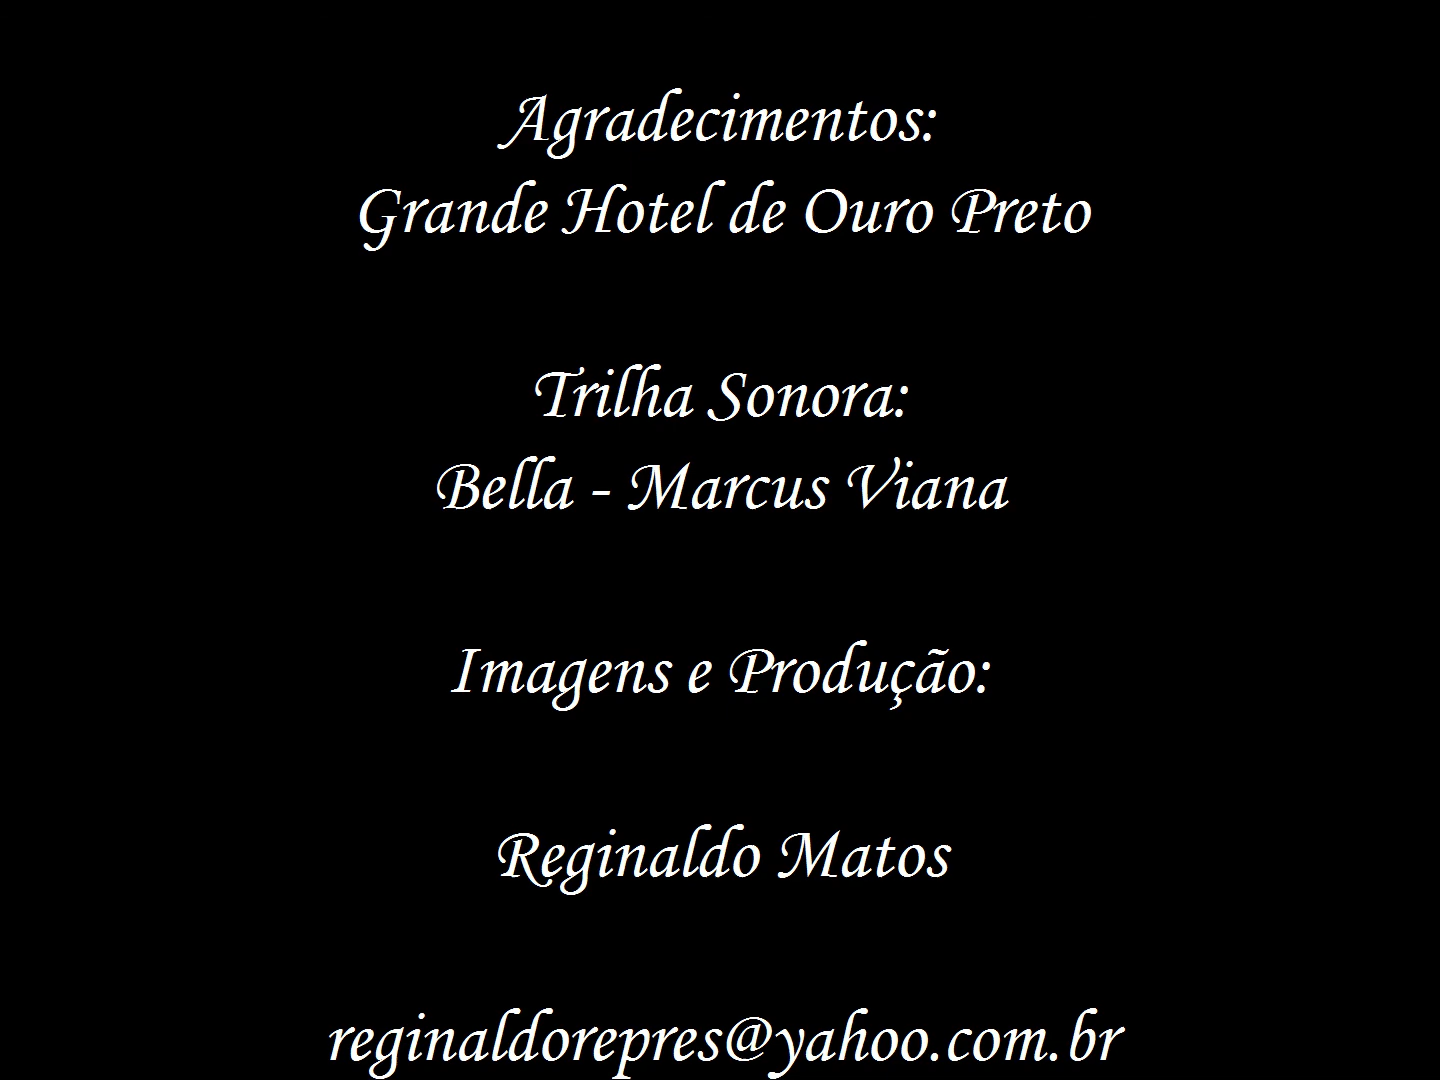 Agradecimentos:
Grande Hotel de Ouro Preto
Trilha Sonora:
Bella - Marcus Viana
Imagens e Produção:
Reginaldo Matos
reginaldorepres@yahoo.com.br